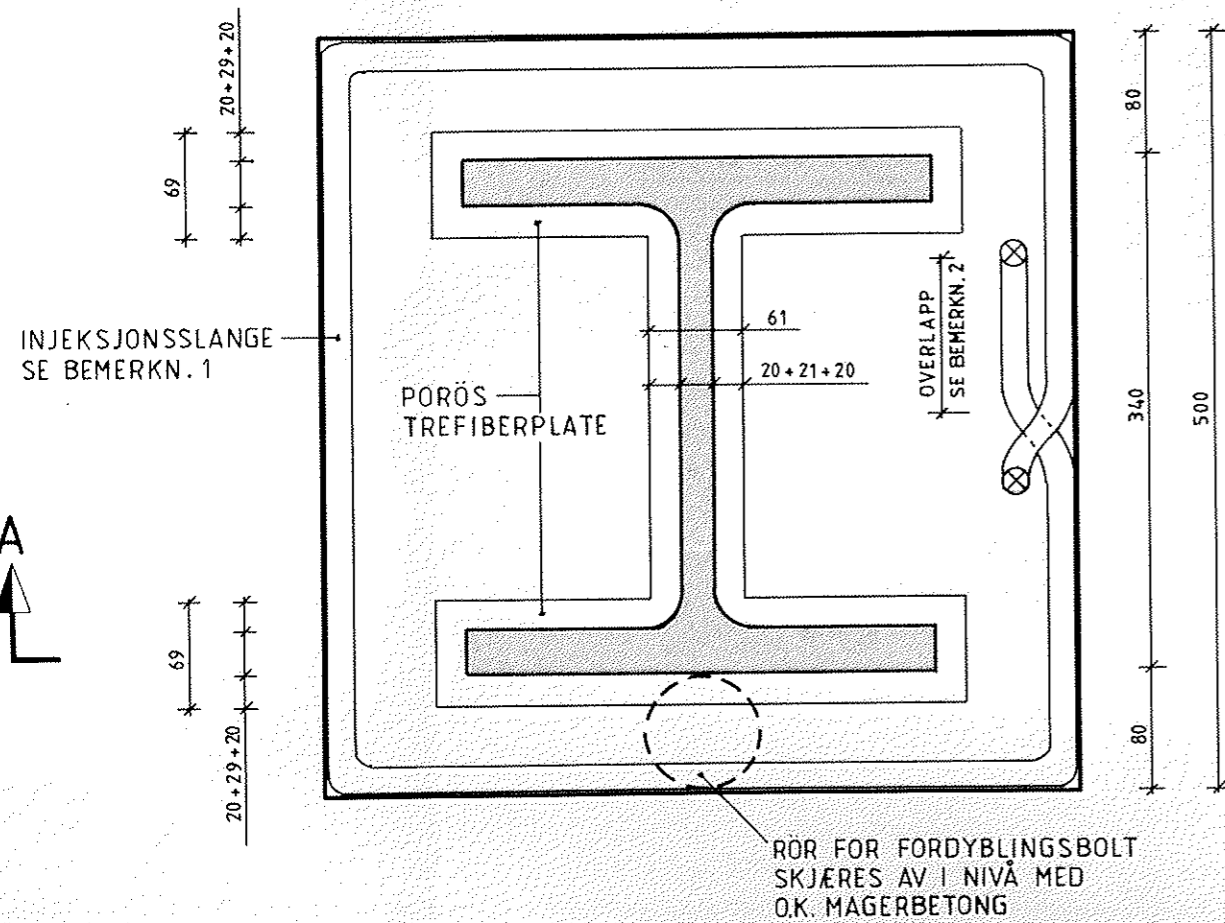 20+29+20
69
80
INJEKSJONSSLANGE
SE BEMERKN. 1
PORÖS
TREFIBERPLATE
61
20+21+20
OVERLAPP
SE BEMERKN. 2
340
500
A
69
20+29+20
80
RÖR FOR FORDYBLINGSBOLT
SKJÆRES AV I NIVÅ MED
O.K. MAGERBETONG